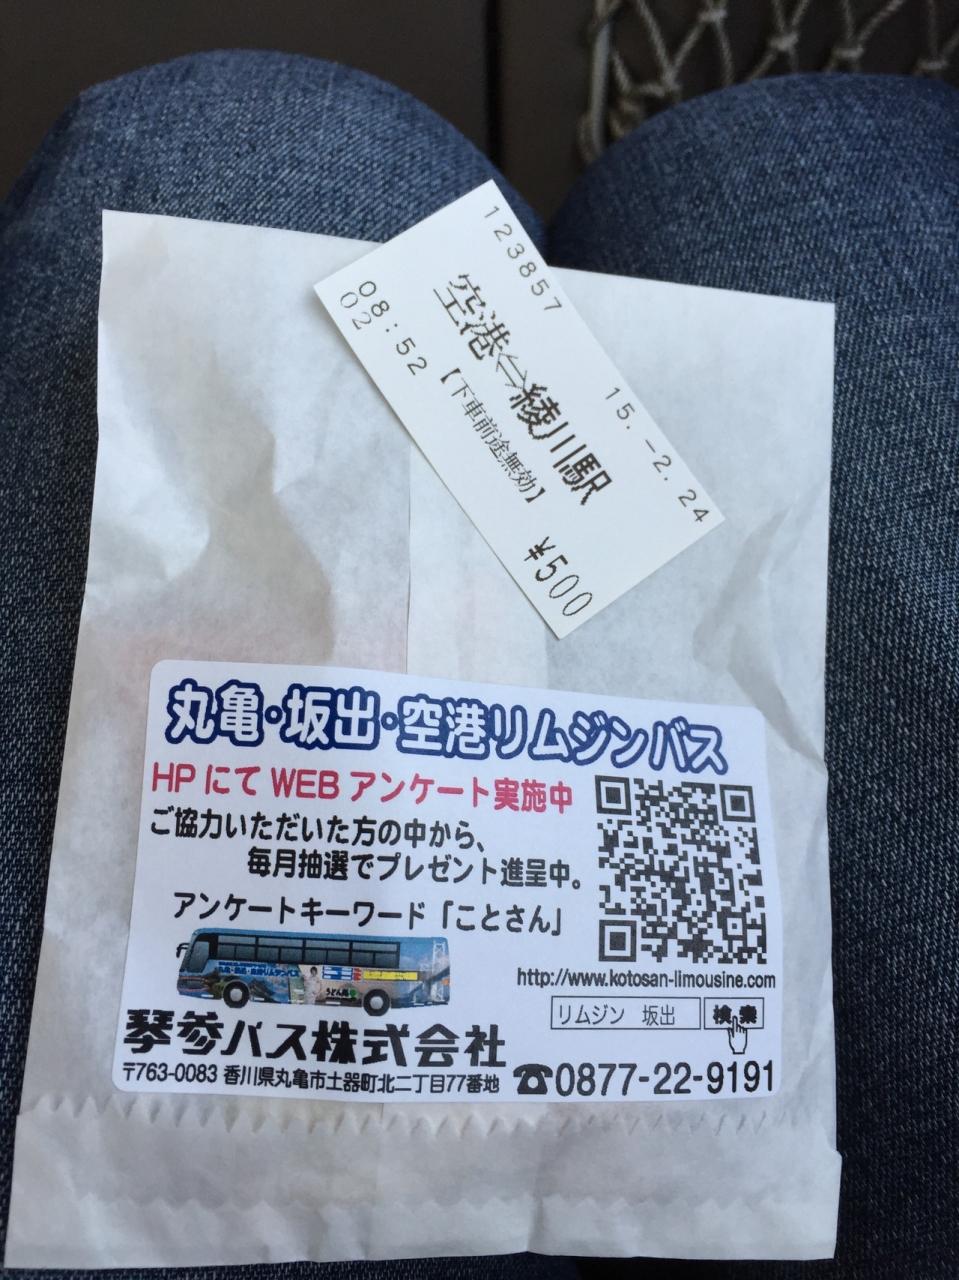 123857
15.-2.24
空港⇔綾川駅
【下車前途無効】
08:52
02
¥500
丸亀・坂出・空港リムジンバス
HPにてWEBアンケート実施中
ご協力いただいた方の中から、
毎月抽選でプレゼント進呈中。
アンケートキーワード「ことさん」
http://www.kotosan-limousine.com
リムジン 坂出 検索
琴参バス株式会社
〒763-0083 香川県丸亀市土器町北二丁目77番地 ☎0877-22-9191